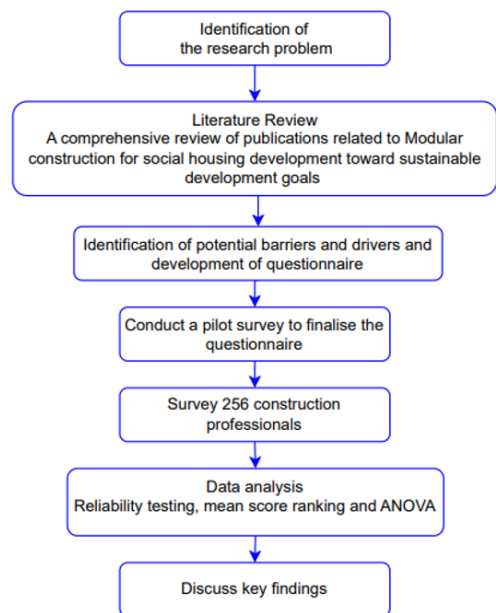 Identification of
the research problem
Literature Review
A comprehensive review of publications related to Modular
construction for social housing development toward sustainable
development goals
Identification of potential barriers and drivers and
development of questionnaire
Conduct a pilot survey to finalise the
questionnaire
Survey 256 construction
professionals
Data analysis
Reliability testing, mean score ranking and ANOVA
Discuss key findings